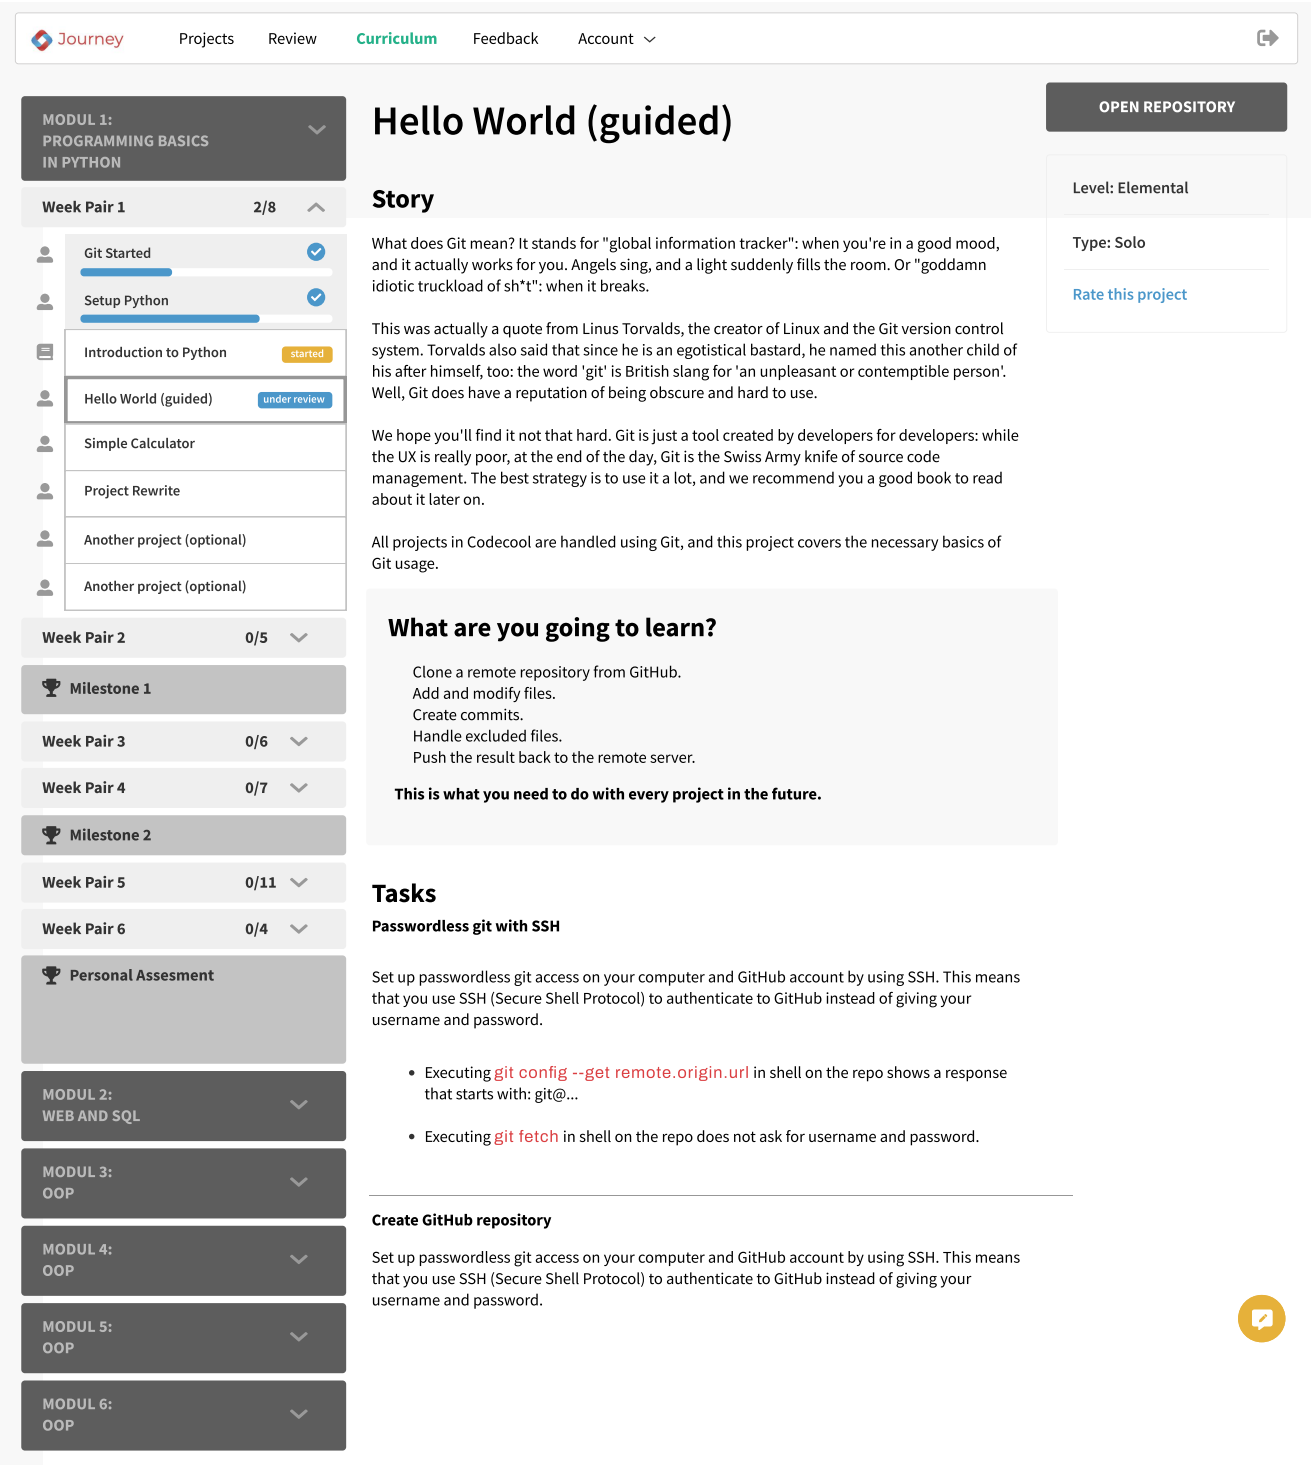 Journey
Projects
Review
Curriculum
Feedback
Account
MODUL 1:
PROGRAMMING BASICS
IN PYTHON
Week Pair 1
2/8
Git Started
Setup Python
Introduction to Python
started
Hello World (guided)
under review
Simple Calculator
Project Rewrite
Another project (optional)
Another project (optional)
Week Pair 2
0/5
Milestone 1
Week Pair 3
0/6
Week Pair 4
0/7
Milestone 2
Week Pair 5
0/11
Week Pair 6
0/4
Personal Assesment
MODUL 2:
WEB AND SQL
MODUL 3:
OOP
MODUL 4:
OOP
MODUL 5:
OOP
MODUL 6:
OOP
Hello World (guided)
Story
What does Git mean? It stands for "global information tracker": when you're in a good mood,
and it actually works for you. Angels sing, and a light suddenly fills the room. Or "goddamn
idiotic truckload of sh*t": when it breaks.
This was actually a quote from Linus Torvalds, the creator of Linux and the Git version control
system. Torvalds also said that since he is an egotistical bastard, he named this another child of
his after himself, too: the word 'git' is British slang for 'an unpleasant or contemptible person'.
Well, Git does have a reputation of being obscure and hard to use.
We hope you'll find it not that hard. Git is just a tool created by developers for developers: while
the UX is really poor, at the end of the day, Git is the Swiss Army knife of source code
management. The best strategy is to use it a lot, and we recommend you a good book to read
about it later on.
All projects in Codecool are handled using Git, and this project covers the necessary basics of
Git usage.
What are you going to learn?
Clone a remote repository from GitHub.
Add and modify files.
Create commits.
Handle excluded files.
Push the result back to the remote server.
This is what you need to do with every project in the future.
Tasks
Passwordless git with SSH
Set up passwordless git access on your computer and GitHub account by using SSH. This means
that you use SSH (Secure Shell Protocol) to authenticate to GitHub instead of giving your
username and password.
• Executing git config --get remote.origin.url in shell on the repo shows a response
that starts with: git@...
• Executing git fetch in shell on the repo does not ask for username and password.
Create GitHub repository
Set up passwordless git access on your computer and GitHub account by using SSH. This means
that you use SSH (Secure Shell Protocol) to authenticate to GitHub instead of giving your
username and password.
OPEN REPOSITORY
Level: Elemental
Type: Solo
Rate this project